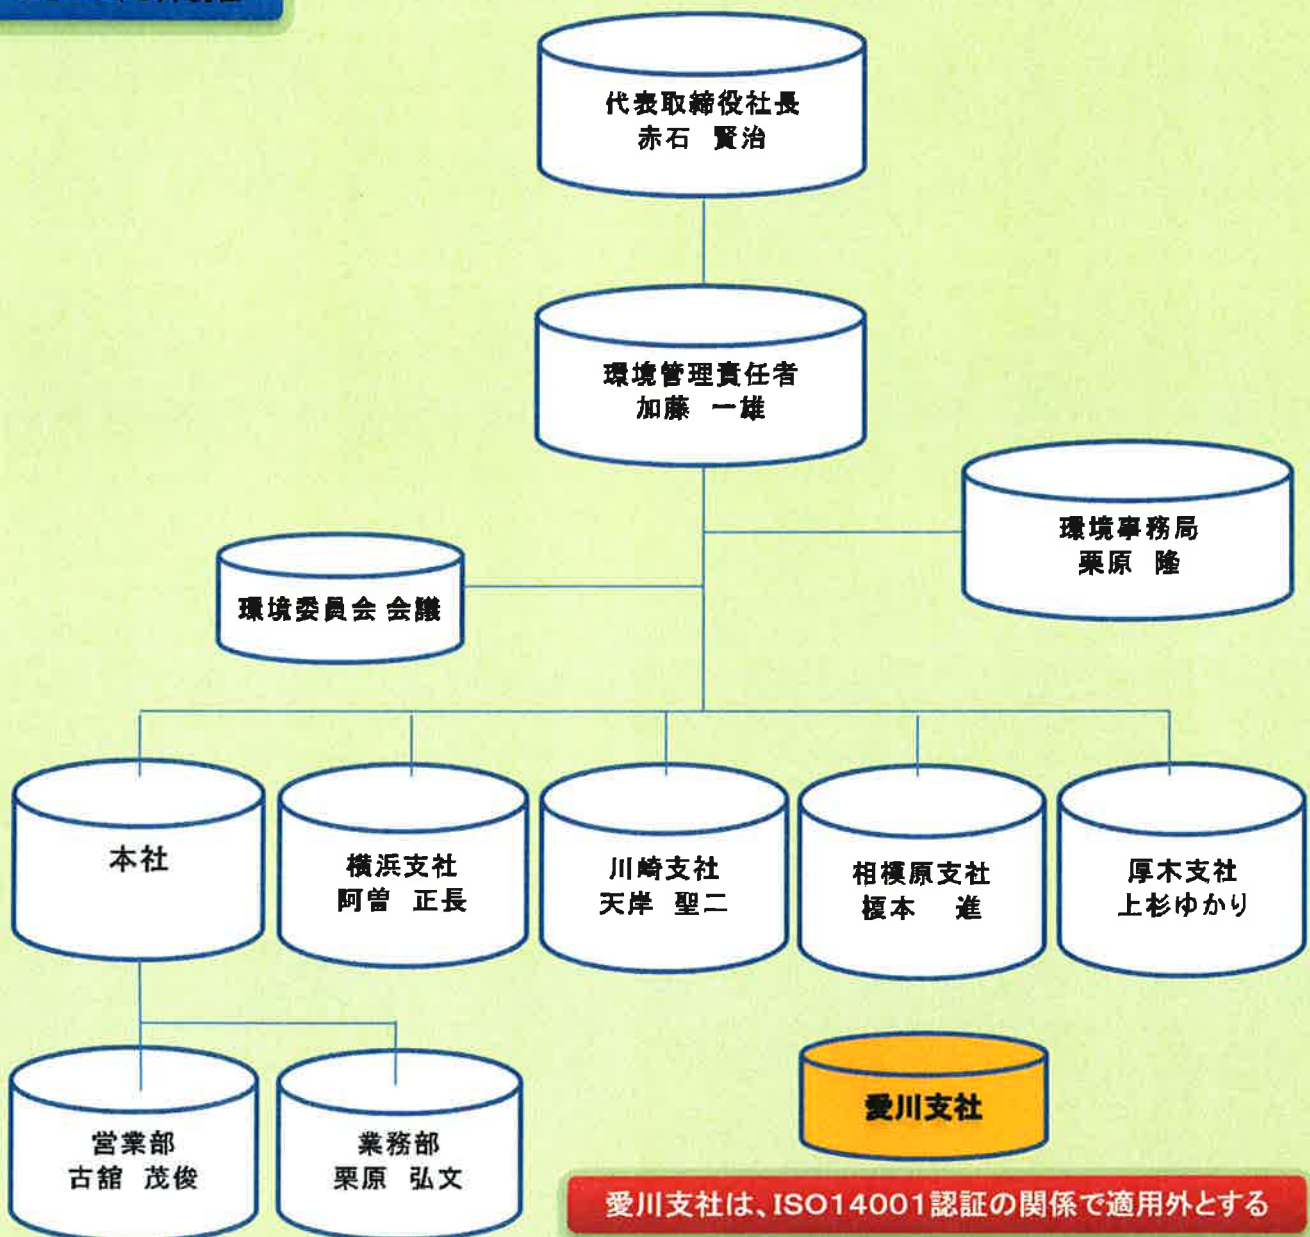 代表取締役社長
赤石 賢治
環境管理責任者
加藤 一雄
環境事務局
栗原 隆
環境委員会 会議
本社
横浜支社
阿曽 正長
川崎支社
天岸 聖二
相模原支社
榎本 進
厚木支社
上杉ゆかり
営業部
古舘 茂俊
業務部
栗原 弘文
愛川支社
愛川支社は、ISO14001認証の関係で適用外とする